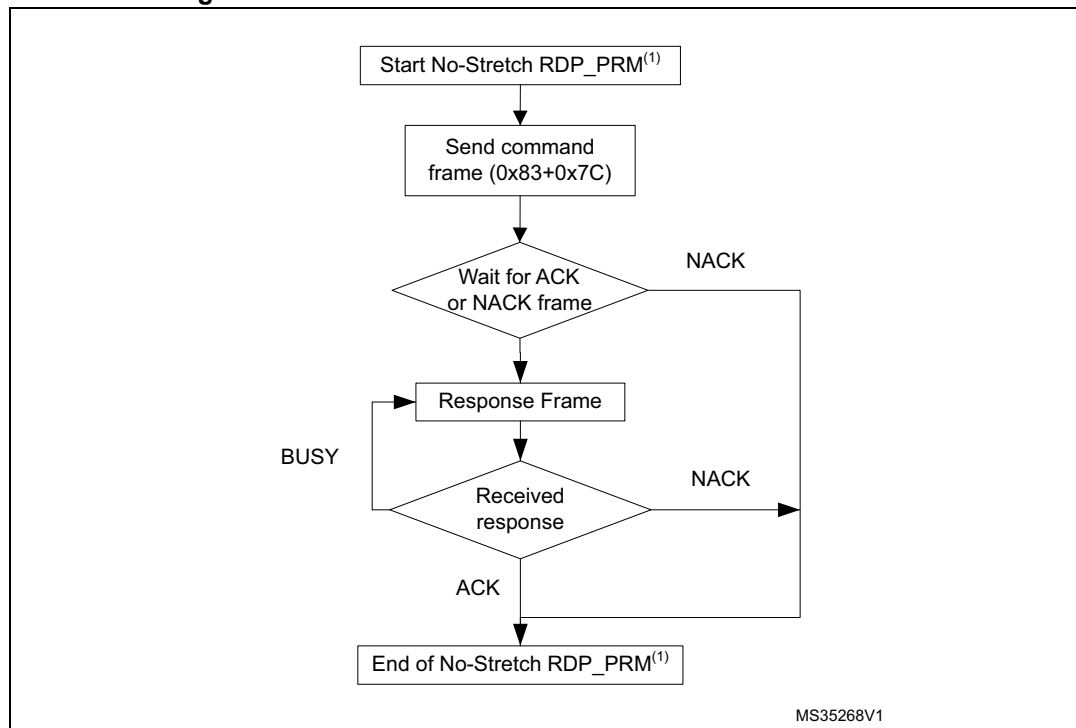 Start No-Stretch RDP_PRM(1)
Send command
frame (0x83+0x7C)
Wait for ACK
or NACK frame
NACK
Response Frame
BUSY
Received
response
NACK
ACK
End of No-Stretch RDP_PRM(1)
MS35268V1